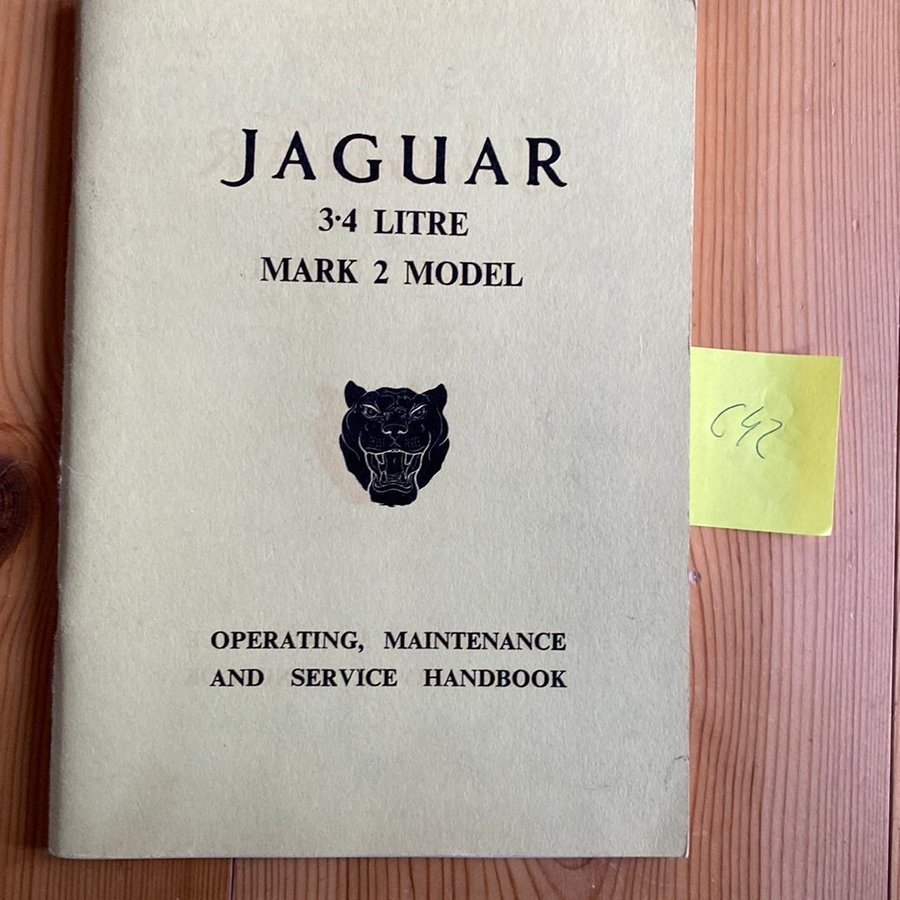 JAGUAR
3·4 LITRE
MARK 2 MODEL
C42
OPERATING, MAINTENANCE
AND SERVICE HANDBOOK